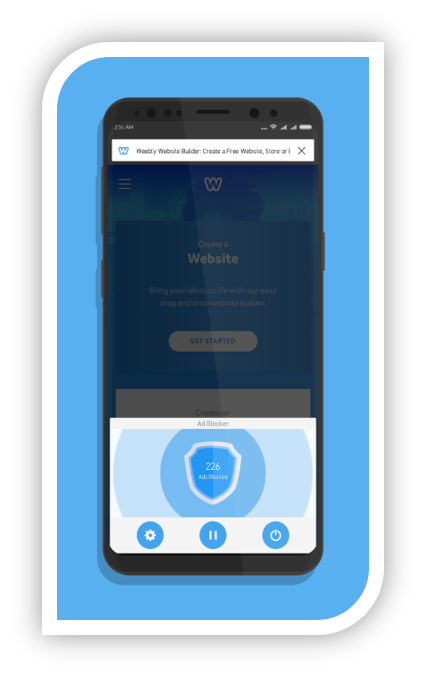 2:36 AM
Weebly Website Builder: Create a Free Website, Store or
Create a
Website
Bring your ideas to life with our easy
drag and drop website builder.
GET STARTED
Create an
Ad Blocker
226
Ads Blocked